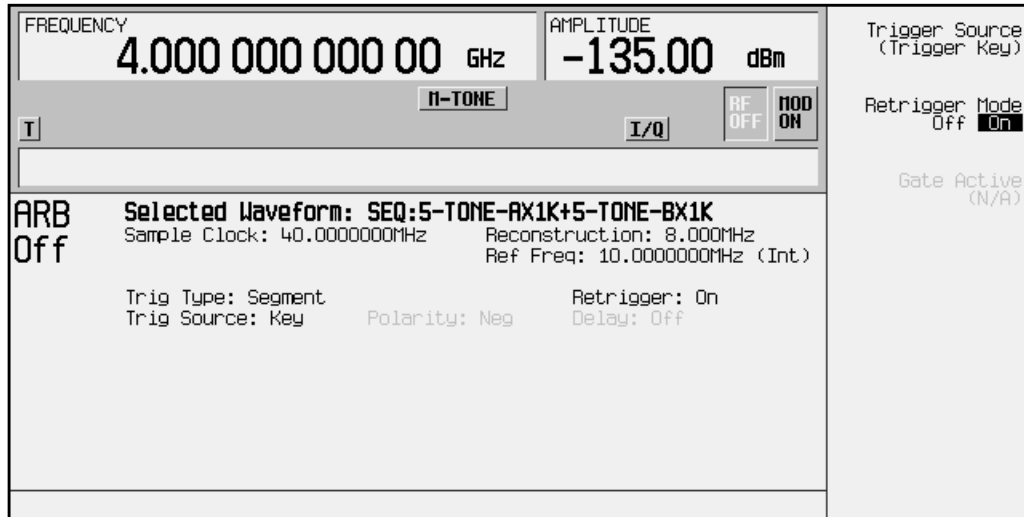 FREQUENCY
4.000 000 000 00 GHz
AMPLITUDE
-135.00 dBm
M-TONE
T
I/Q
RF OFF
MOD ON
ARB Off
Selected Waveform: SEQ:5-TONE-AX1K+5-TONE-BX1K
Sample Clock: 40.0000000MHz
Reconstruction: 8.000MHz
Ref Freq: 10.0000000MHz (Int)
Trig Type: Segment
Retrigger: On
Trig Source: Key
Polarity: Neg
Delay: Off
Trigger Source
(Trigger Key)
Retrigger Mode
Off On
Gate Active
(N/A)